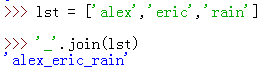 >>> lst = ['alex','eric','rain']
>>> '_'.join(lst)
'alex_eric_rain'